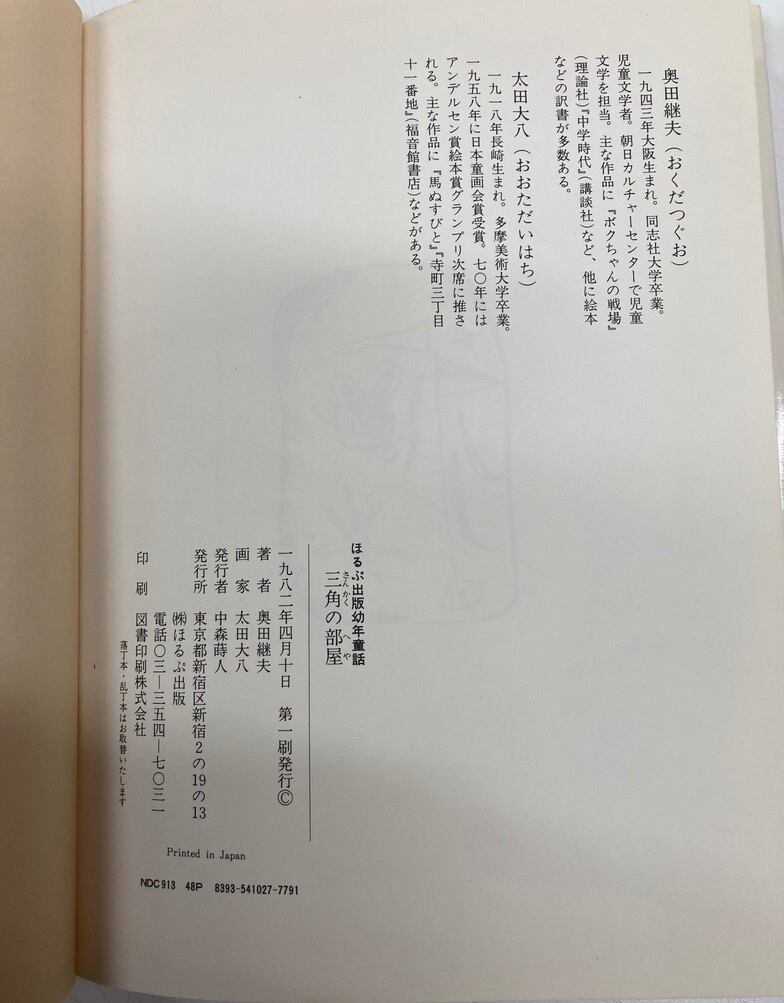 奥田継夫(おくだつぐお)
一九四三年大阪生まれ。同志社大学卒業。
児童文学者。朝日カルチャーセンターで児童
文学を担当。主な作品に『ボクちゃんの戦場』
(理論社)『中学時代』(講談社)など、他に絵本
などの訳書が多数ある。
太田大八(おおただいはち)
一九一八年長崎生まれ。多摩美術大学卒業。
一九五八年に日本童画会賞受賞。七〇年には
アンデルセン賞絵本賞グランプリ次席に推さ
れる。主な作品に『馬ぬすびと』『寺町三丁目
十一番地』(福音館書店)などがある。
ほるぷ出版幼年童話
三角の部屋
さんかく へや
一九八二年四月十日 第一刷発行©
著者 奥田継夫
画家 太田大八
発行者 中森蒔人
発行所 東京都新宿区新宿2の19の13
㈱ほるぷ出版
電話〇三―三五四―七〇三一
印刷 図書印刷株式会社
落丁本・乱丁本はお取替いたします
Printed in Japan
NDC 913 48P 8393-541027-7791